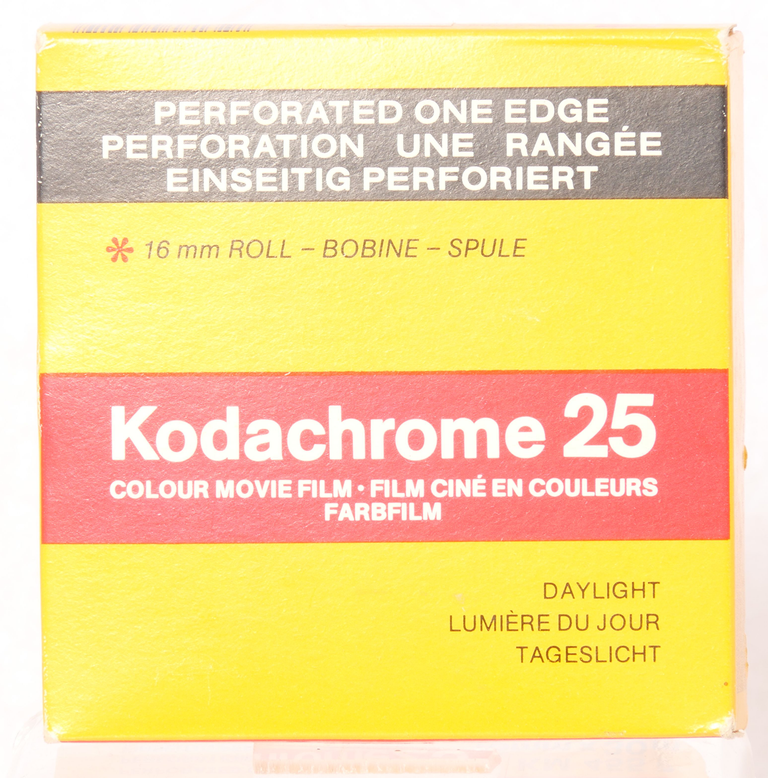 PERFORATED ONE EDGE
PERFORATION UNE RANGÉE
EINSEITIG PERFORIERT
* 16 mm ROLL – BOBINE – SPULE
Kodachrome 25
COLOUR MOVIE FILM • FILM CINÉ EN COULEURS
FARBFILM
DAYLIGHT
LUMIÈRE DU JOUR
TAGESLICHT